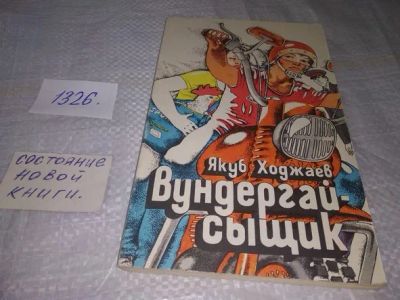 1326.
состояние
новой
книги.
Якуб Ходжаев
Вундергай-
сыщик